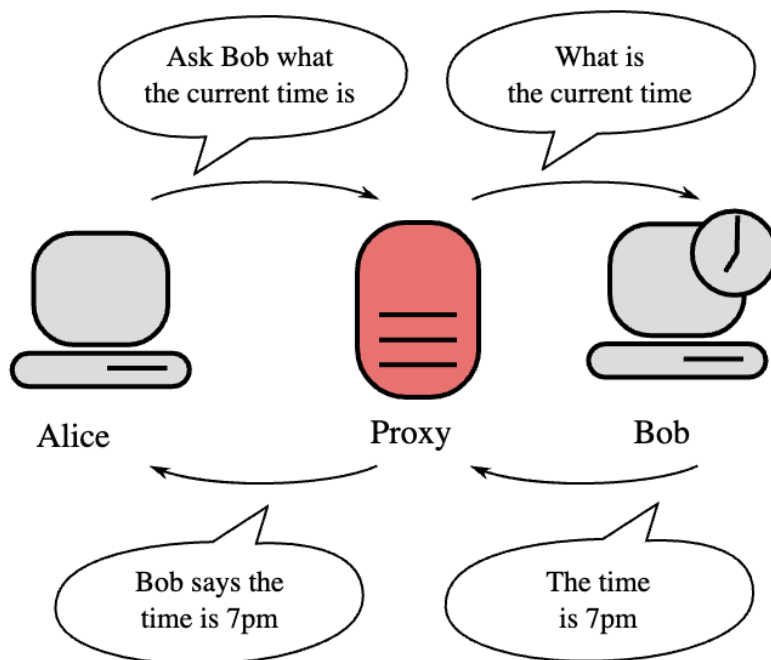 Ask Bob what
the current time is
What is
the current time
Alice
Proxy
Bob
Bob says the
time is 7pm
The time
is 7pm